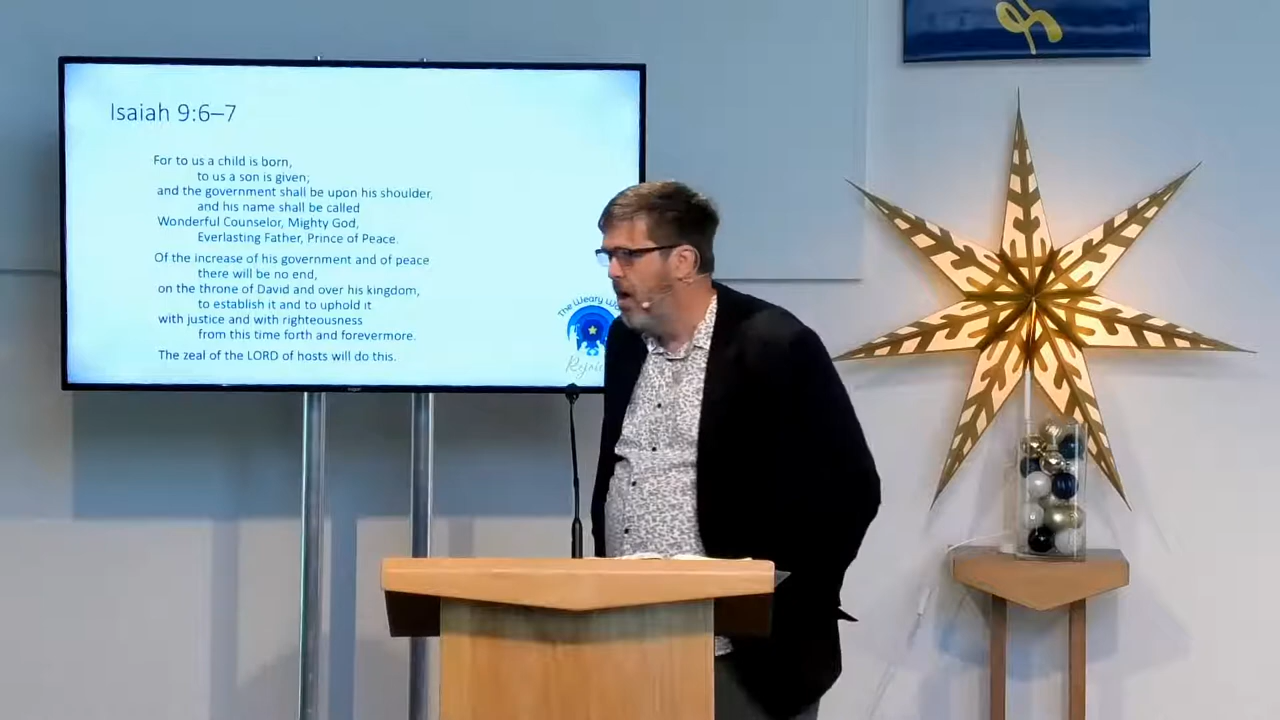 Isaiah 9:6–7
For to us a child is born,
to us a son is given;
and the government shall be upon his shoulder,
and his name shall be called
Wonderful Counselor, Mighty God,
Everlasting Father, Prince of Peace.
Of the increase of his government and of peace
there will be no end,
on the throne of David and over his kingdom,
to establish it and to uphold it
with justice and with righteousness
from this time forth and forevermore.
The zeal of the LORD of hosts will do this.
The Weary